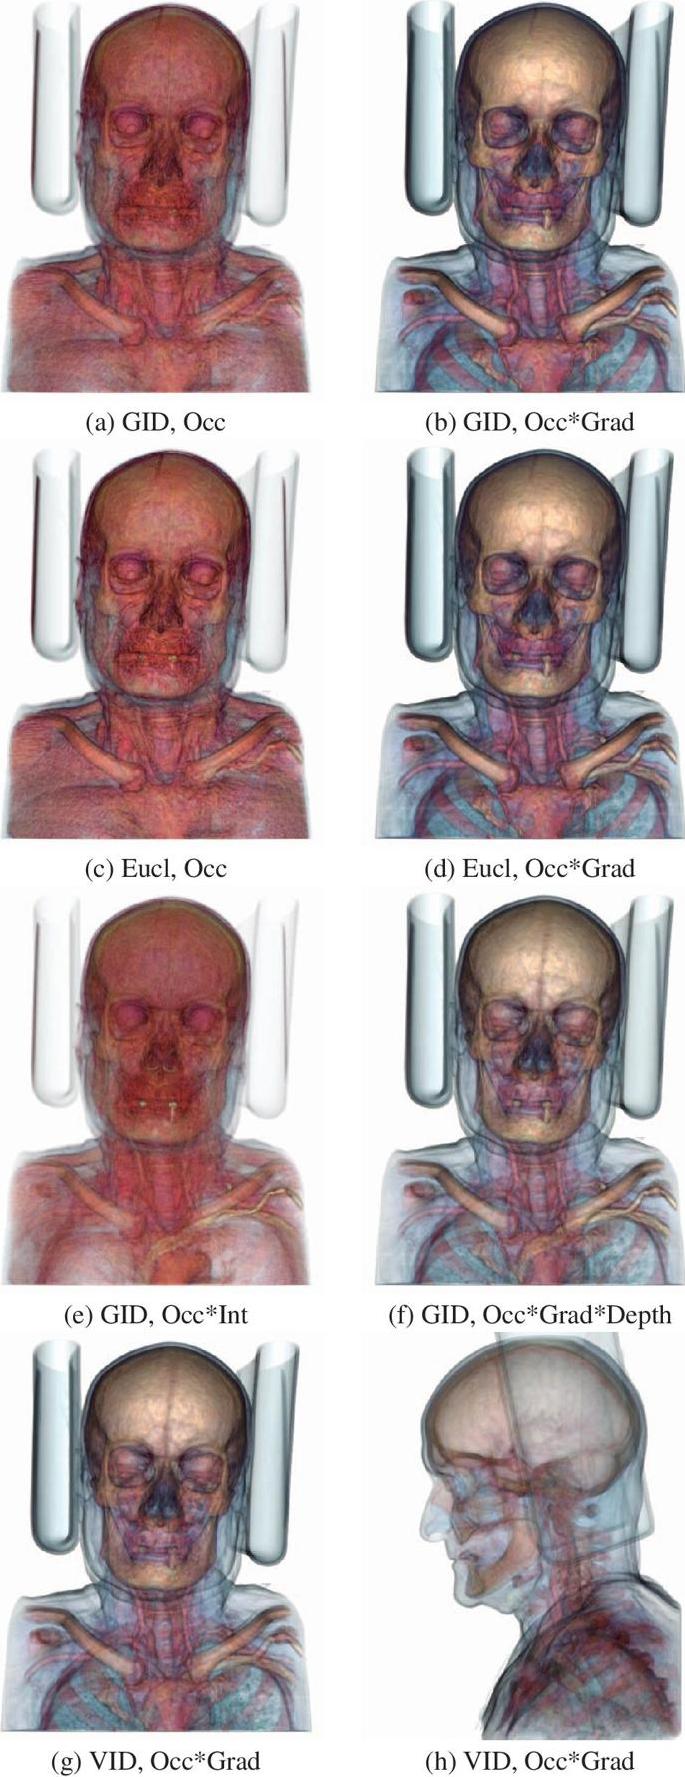 (a) GID, Occ
(b) GID, Occ*Grad
(c) Eucl, Occ
(d) Eucl, Occ*Grad
(e) GID, Occ*Int
(f) GID, Occ*Grad*Depth
(g) VID, Occ*Grad
(h) VID, Occ*Grad